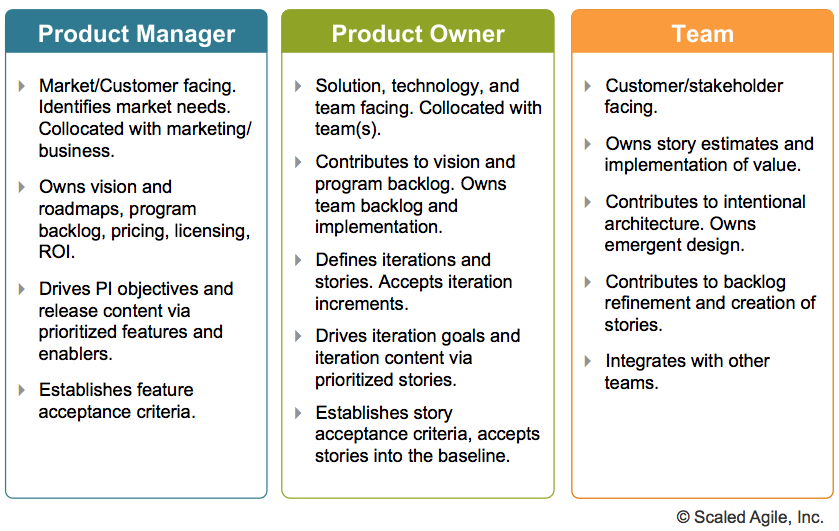 Product Manager
Market/Customer facing.
Identifies market needs.
Collocated with marketing/
business.
Owns vision and
roadmaps, program
backlog, pricing, licensing,
ROI.
Drives PI objectives and
release content via
prioritized features and
enablers.
Establishes feature
acceptance criteria.
Product Owner
Solution, technology, and
team facing. Collocated with
team(s).
Contributes to vision and
program backlog. Owns
team backlog and
implementation.
Defines iterations and
stories. Accepts iteration
increments.
Drives iteration goals and
iteration content via
prioritized stories.
Establishes story
acceptance criteria, accepts
stories into the baseline.
Team
Customer/stakeholder
facing.
Owns story estimates and
implementation of value.
Contributes to intentional
architecture. Owns
emergent design.
Contributes to backlog
refinement and creation of
stories.
Integrates with other
teams.
© Scaled Agile, Inc.